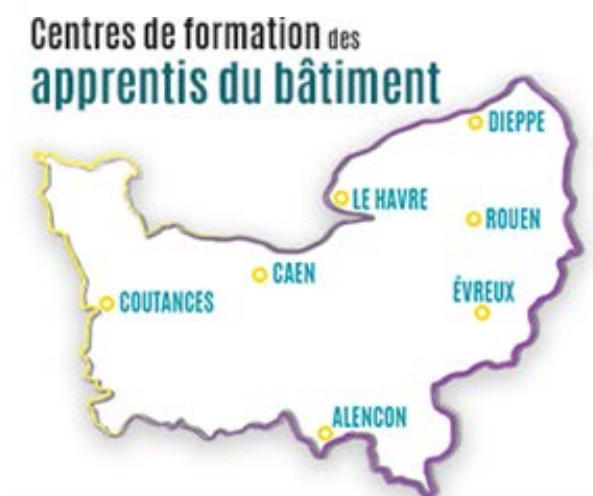 Centres de formation des
apprentis du bâtiment
DIEPPE
LE HAVRE
ROUEN
CAEN
COUTANCES
ÉVREUX
ALENCON